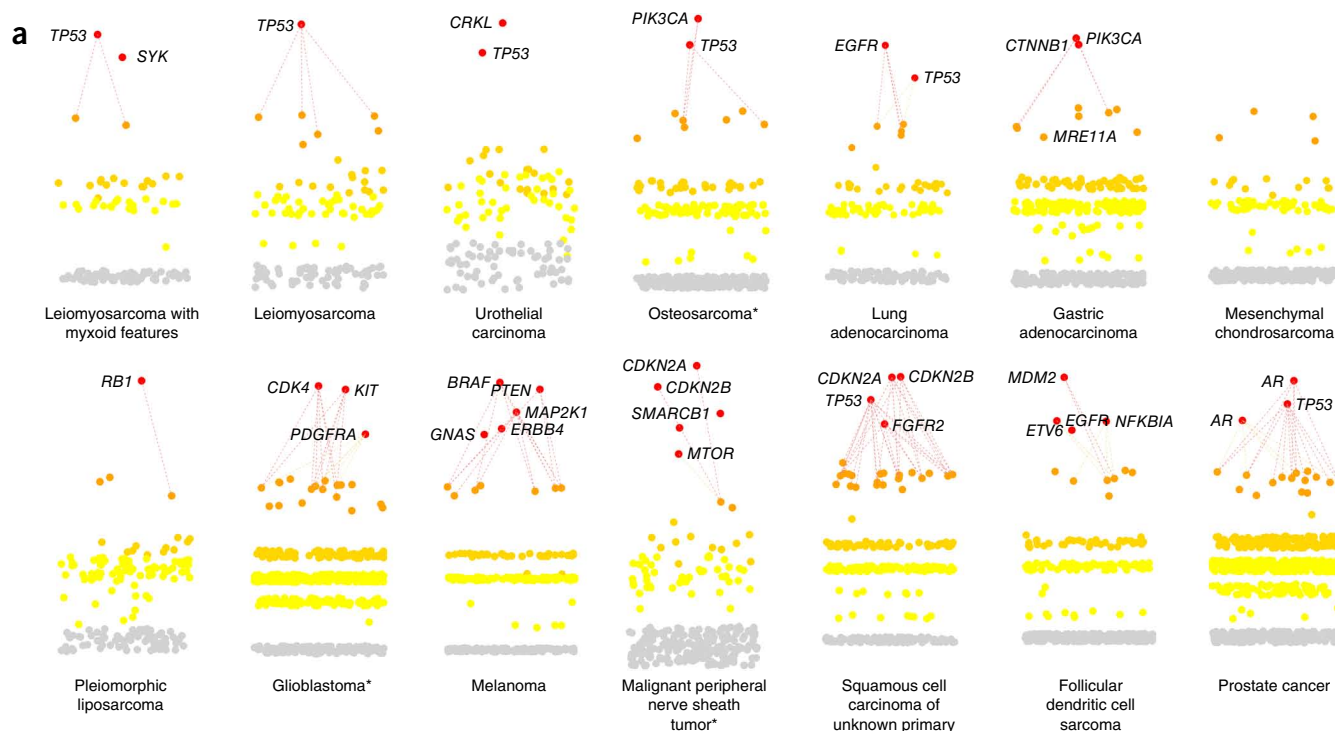 a
TP53
SYK
TP53
CRKL
TP53
PIK3CA
TP53
EGFR
TP53
CTNNB1
PIK3CA
MRE11A
Leiomyosarcoma with
myxoid features
Leiomyosarcoma
Urothelial
carcinoma
Osteosarcoma*
Lung
adenocarcinoma
Gastric
adenocarcinoma
Mesenchymal
chondrosarcoma
RB1
CDK4
KIT
PDGFRA
BRAF
PTEN
MAP2K1
GNAS
ERBB4
CDKN2A
CDKN2B
SMARCB1
MTOR
CDKN2A
CDKN2B
TP53
FGFR2
MDM2
EGFR
NFKBIA
ETV6
AR
TP53
AR
Pleiomorphic
liposarcoma
Glioblastoma*
Melanoma
Malignant peripheral
nerve sheath
tumor*
Squamous cell
carcinoma of
unknown primary
Follicular
dendritic cell
sarcoma
Prostate cancer